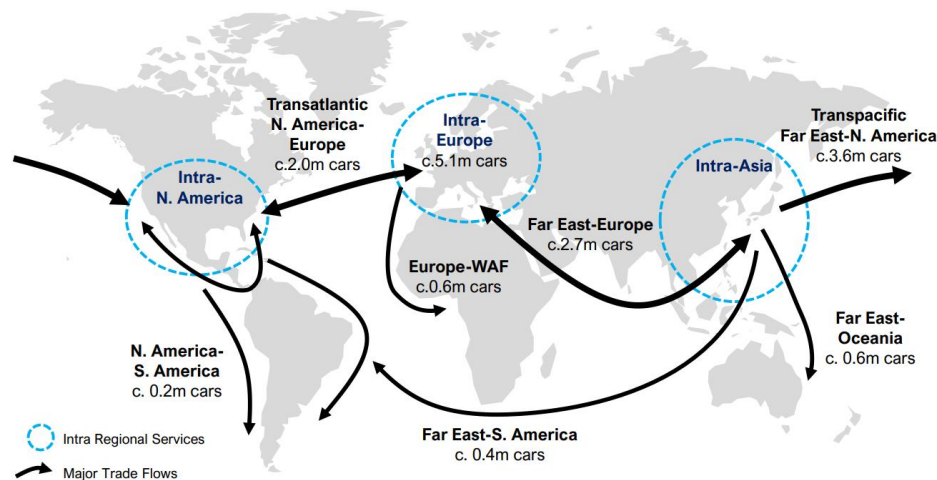 Transatlantic
N. America-
Europe
c.2.0m cars
Intra-
Europe
c.5.1m cars
Transpacific
Far East-N. America
c.3.6m cars
Intra-
N. America
Intra-Asia
Far East-Europe
c.2.7m cars
Europe-WAF
c.0.6m cars
Far East-
Oceania
c. 0.6m cars
N. America-
S. America
c. 0.2m cars
Far East-S. America
c. 0.4m cars
Intra Regional Services
Major Trade Flows